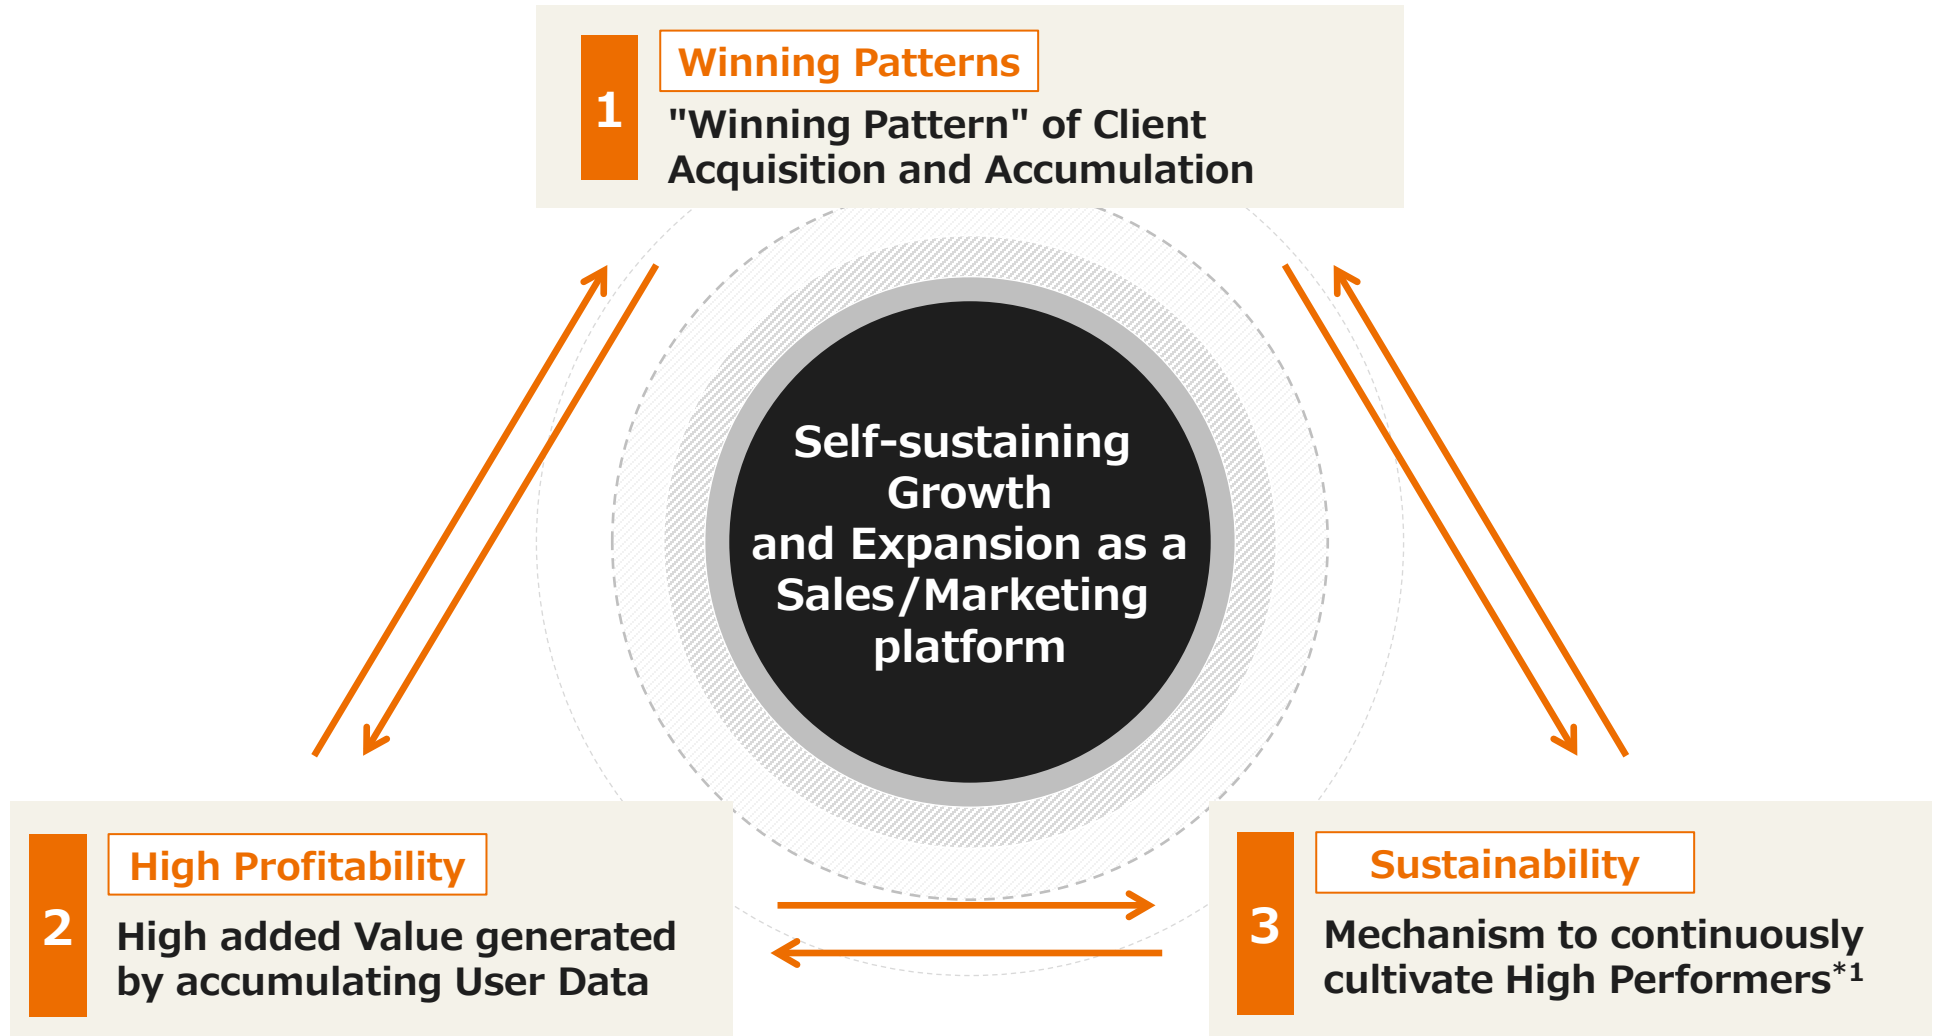 1
Winning Patterns
"Winning Pattern" of Client
Acquisition and Accumulation
Self-sustaining
Growth
and Expansion as a
Sales/Marketing
platform
2
High Profitability
High added Value generated
by accumulating User Data
3
Sustainability
Mechanism to continuously
cultivate High Performers*1